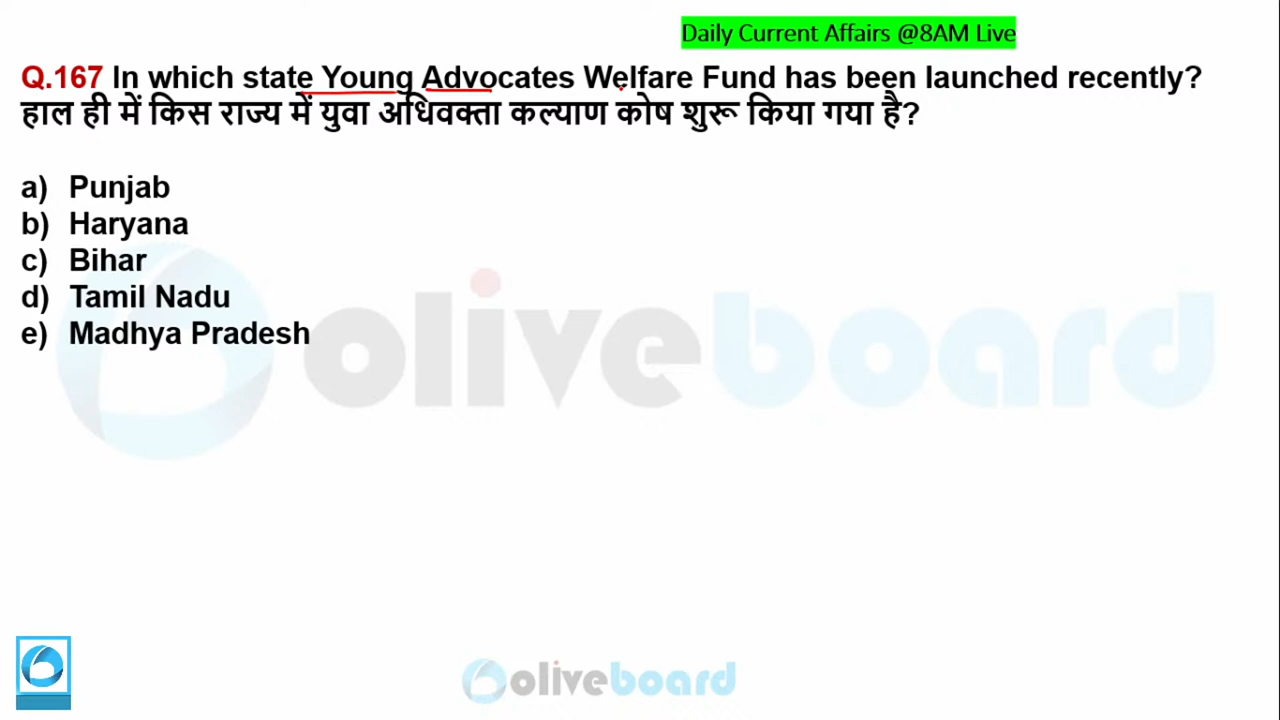 Daily Current Affairs @8AM Live
Q.167 In which state Young Advocates Welfare Fund has been launched recently?
हाल ही में किस राज्य में युवा अधिवक्ता कल्याण कोष शुरू किया गया है?
a) Punjab
b) Haryana
c) Bihar
d) Tamil Nadu
e) Madhya Pradesh
oliveboard
oliveboard